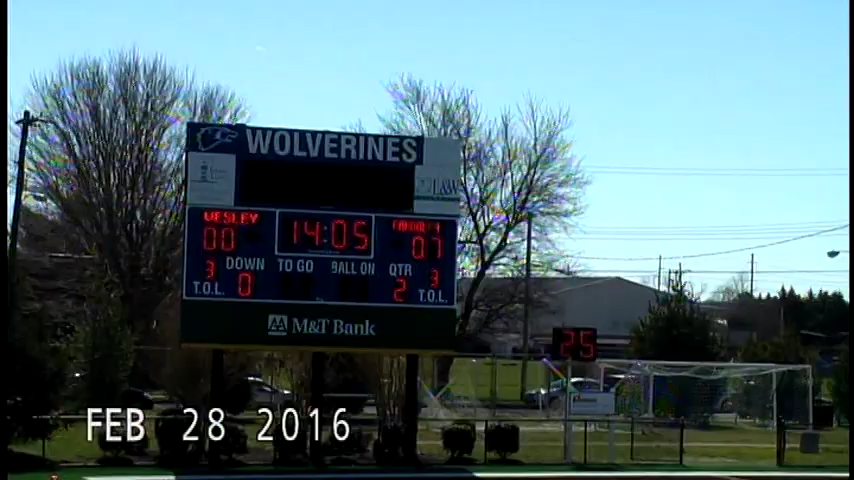 WOLVERINES
L&W
WESLEY
00 14:05 07
3 DOWN TO GO BALL ON QTR 3
T.O.L. 0 2 T.O.L.
M&T Bank
25
FEB 28 2016